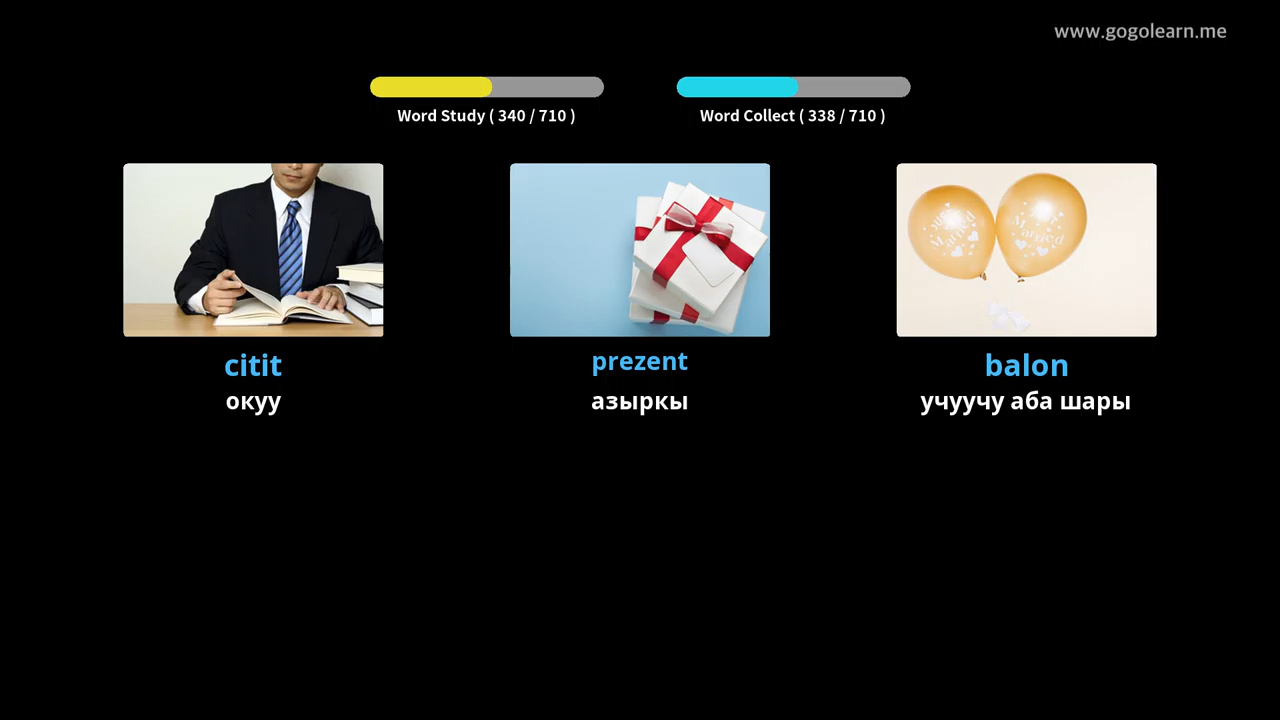 www.gogolearn.me
Word Study ( 340 / 710 )
Word Collect ( 338 / 710 )
citit
prezent
balon
окуу
азыркы
учуучу аба шары